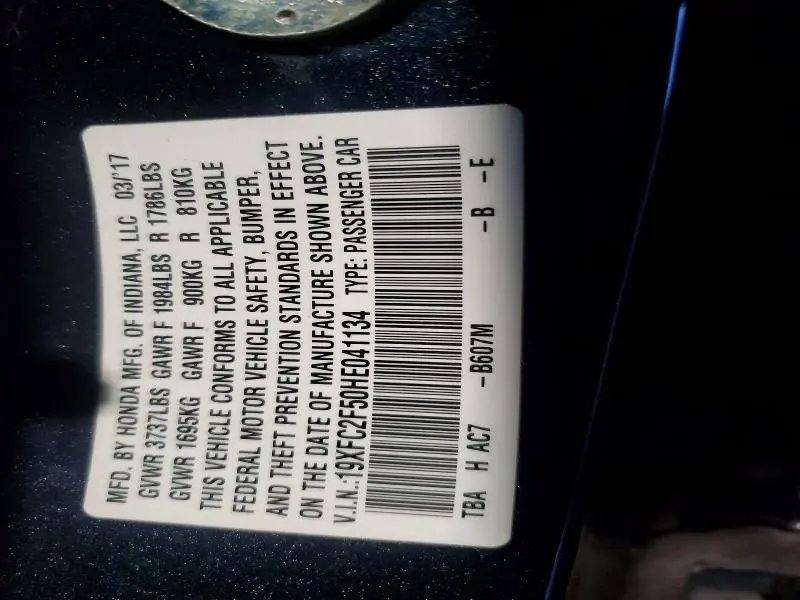 MFD. BY HONDA MFG. OF INDIANA, LLC 03/'17
GVWR 3737LBS GAWR F 1984LBS R 1786LBS
GVWR 1695KG GAWR F 900KG R 810KG
THIS VEHICLE CONFORMS TO ALL APPLICABLE
FEDERAL MOTOR VEHICLE SAFETY, BUMPER,
AND THEFT PREVENTION STANDARDS IN EFFECT
ON THE DATE OF MANUFACTURE SHOWN ABOVE.
V.I.N.:19XFC2F50HE041134 TYPE: PASSENGER CAR
TBA H AC7 -B607M -B -E